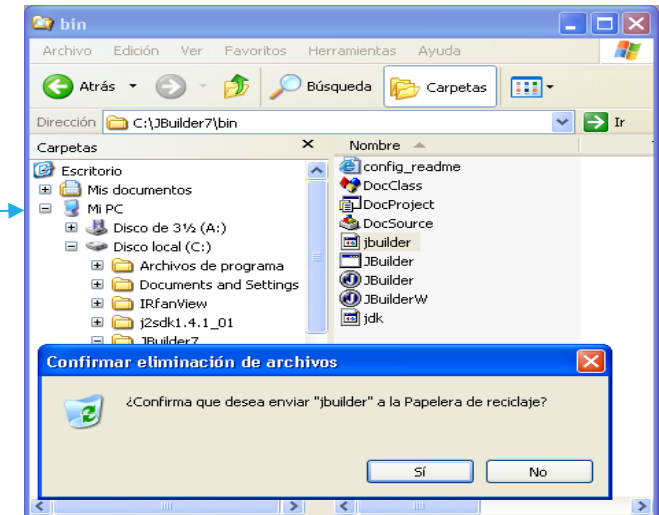 bin
Archivo Edición Ver Favoritos Herramientas Ayuda
Atrás Búsqueda Carpetas
Dirección C:\JBuilder7\bin Ir
Carpetas
Escritorio
Mis documentos
Mi PC
Disco de 3½ (A:)
Disco local (C:)
Archivos de programa
Documents and Settings
IRfanView
j2sdk1.4.1_01
JBuilder7
Nombre
config_readme
DocClass
DocProject
DocSource
jbuilder
JBuilder
JBuilder
JBuilderW
jdk
Confirmar eliminación de archivos
¿Confirma que desea enviar "jbuilder" a la Papelera de reciclaje?
Sí No